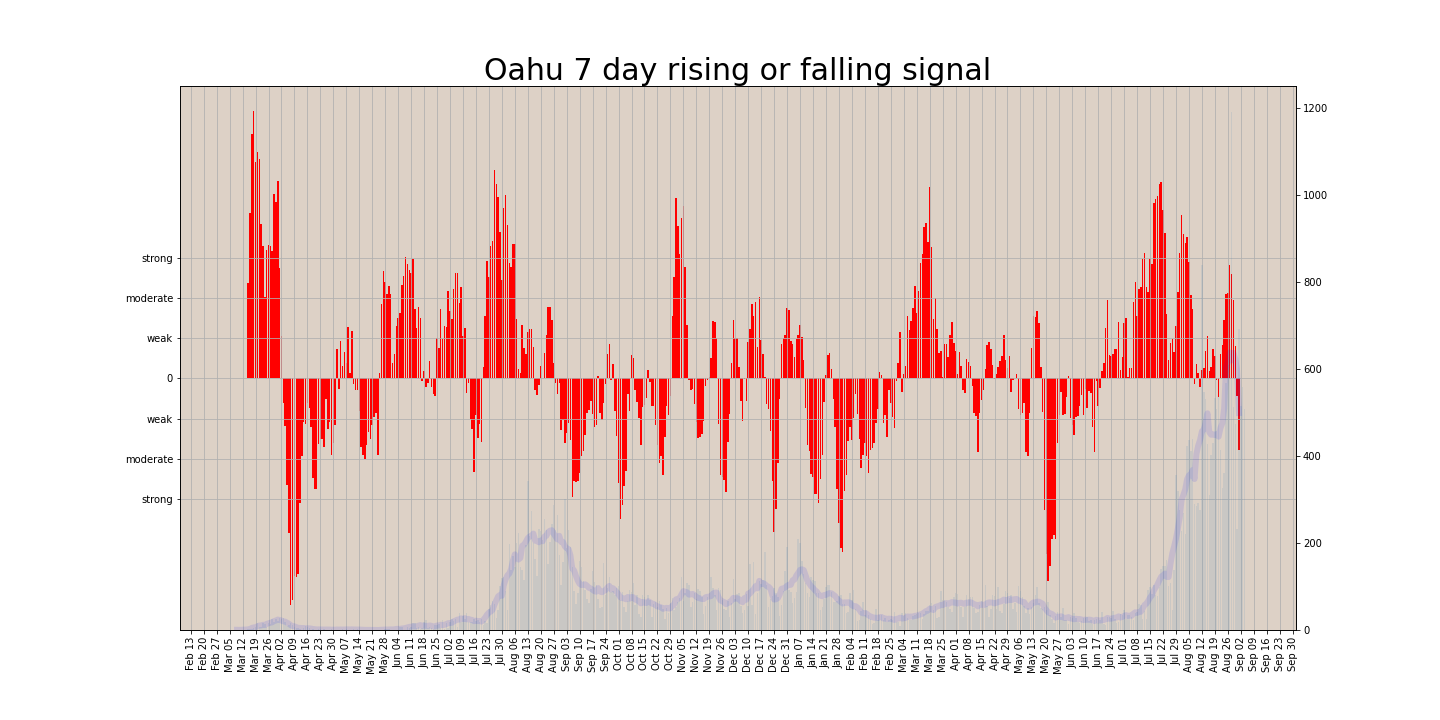 Oahu 7 day rising or falling signal
strong
moderate
weak
0
weak
moderate
strong
1200
1000
800
600
400
200
0
Feb 13
Feb 20
Feb 27
Mar 05
Mar 12
Mar 19
Mar 26
Apr 02
Apr 09
Apr 16
Apr 23
Apr 30
May 07
May 14
May 21
May 28
Jun 04
Jun 11
Jun 18
Jun 25
Jul 02
Jul 09
Jul 16
Jul 23
Jul 30
Aug 06
Aug 13
Aug 20
Aug 27
Sep 03
Sep 10
Sep 17
Sep 24
Oct 01
Oct 08
Oct 15
Oct 22
Oct 29
Nov 05
Nov 12
Nov 19
Nov 26
Dec 03
Dec 10
Dec 17
Dec 24
Dec 31
Jan 07
Jan 14
Jan 21
Jan 28
Feb 04
Feb 11
Feb 18
Feb 25
Mar 04
Mar 11
Mar 18
Mar 25
Apr 01
Apr 08
Apr 15
Apr 22
Apr 29
May 06
May 13
May 20
May 27
Jun 03
Jun 10
Jun 17
Jun 24
Jul 01
Jul 08
Jul 15
Jul 22
Jul 29
Aug 05
Aug 12
Aug 19
Aug 26
Sep 02
Sep 09
Sep 16
Sep 23
Sep 30